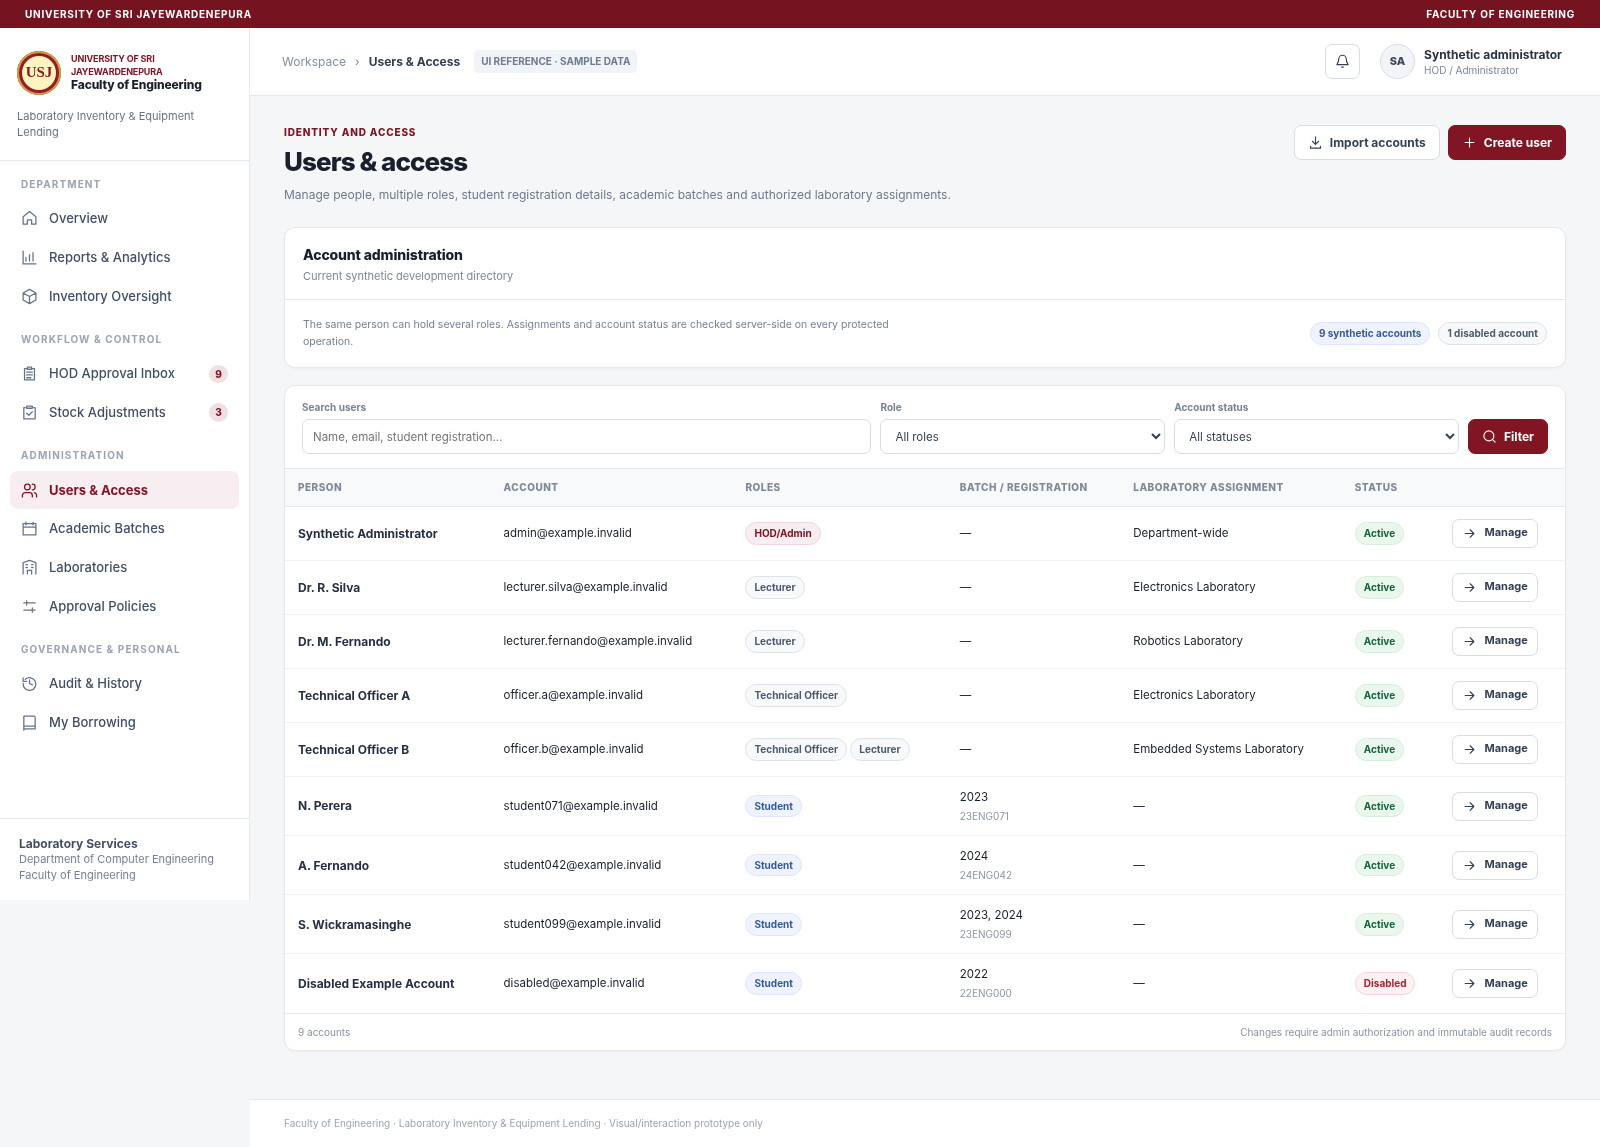 UNIVERSITY OF SRI JAYEWARDENEPURA
FACULTY OF ENGINEERING
USJ
UNIVERSITY OF SRI
JAYEWARDENEPURA
Faculty of Engineering
Laboratory Inventory & Equipment
Lending
DEPARTMENT
Overview
Reports & Analytics
Inventory Oversight
WORKFLOW & CONTROL
HOD Approval Inbox 9
Stock Adjustments 3
ADMINISTRATION
Users & Access
Academic Batches
Laboratories
Approval Policies
GOVERNANCE & PERSONAL
Audit & History
My Borrowing
Laboratory Services
Department of Computer Engineering
Faculty of Engineering
Workspace › Users & Access UI REFERENCE · SAMPLE DATA
SA
Synthetic administrator
HOD / Administrator
IDENTITY AND ACCESS
Users & access
Manage people, multiple roles, student registration details, academic batches and authorized laboratory assignments.
Import accounts
Create user
Account administration
Current synthetic development directory
The same person can hold several roles. Assignments and account status are checked server-side on every protected
operation.
9 synthetic accounts 1 disabled account
Search users Role Account status
Name, email, student registration... All roles All statuses Filter
PERSON ACCOUNT ROLES BATCH / REGISTRATION LABORATORY ASSIGNMENT STATUS
Synthetic Administrator admin@example.invalid HOD/Admin — Department-wide Active Manage
Dr. R. Silva lecturer.silva@example.invalid Lecturer — Electronics Laboratory Active Manage
Dr. M. Fernando lecturer.fernando@example.invalid Lecturer — Robotics Laboratory Active Manage
Technical Officer A officer.a@example.invalid Technical Officer — Electronics Laboratory Active Manage
Technical Officer B officer.b@example.invalid Technical Officer Lecturer — Embedded Systems Laboratory Active Manage
N. Perera student071@example.invalid Student 2023 — Active Manage
23ENG071
A. Fernando student042@example.invalid Student 2024 — Active Manage
24ENG042
S. Wickramasinghe student099@example.invalid Student 2023, 2024 — Active Manage
23ENG099
Disabled Example Account disabled@example.invalid Student 2022 — Disabled Manage
22ENG000
9 accounts Changes require admin authorization and immutable audit records
Faculty of Engineering · Laboratory Inventory & Equipment Lending · Visual/interaction prototype only